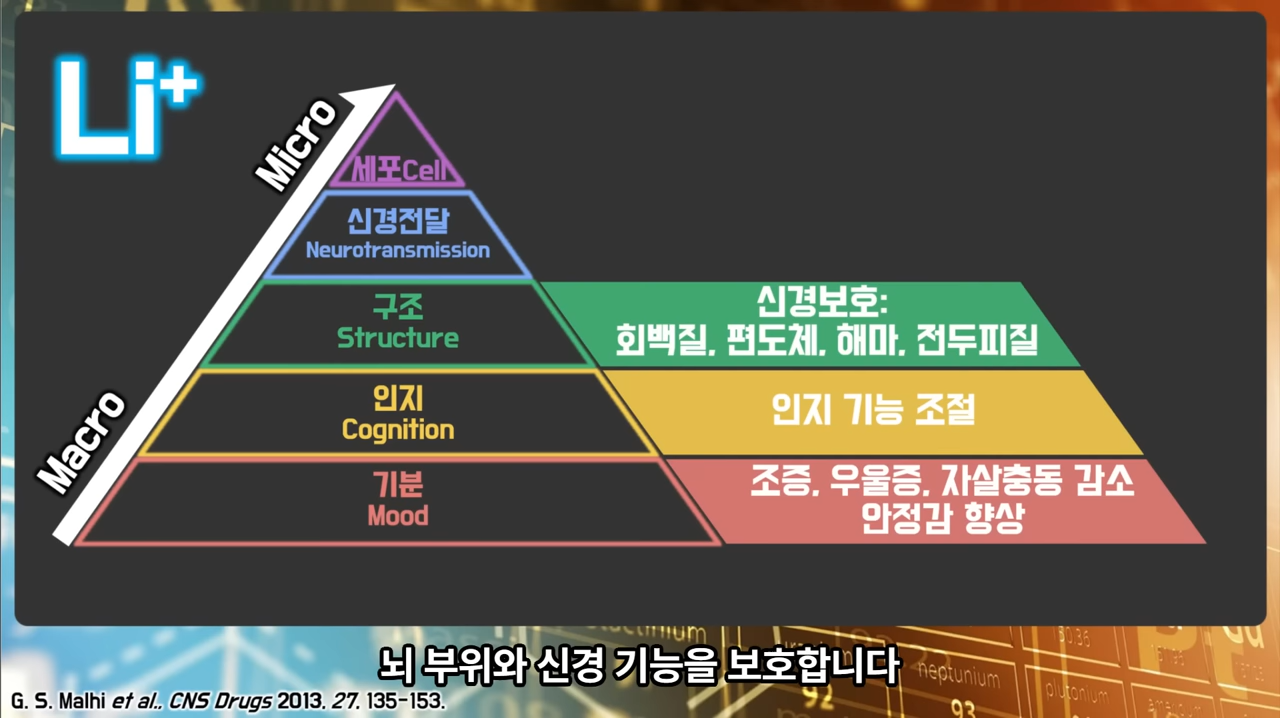 Li+
Micro
Macro
세포Cell
신경전달
Neurotransmission
구조
Structure
신경보호:
회백질, 편도체, 해마, 전두피질
인지
Cognition
인지 기능 조절
기분
Mood
조증, 우울증, 자살충동 감소
안정감 향상
뇌 부위와 신경 기능을 보호합니다
G. S. Malhi et al., CNS Drugs 2013, 27, 135-153.
neptunium
plutonium
92
93